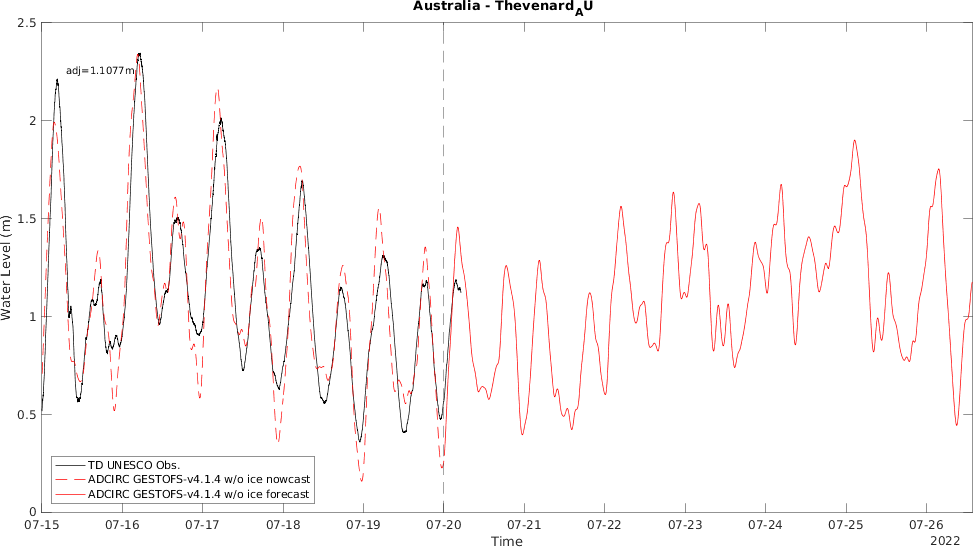 Australia - Thevenard_AU
adj=1.1077m
Water Level (m)
2.5
2
1.5
1
0.5
0
TD UNESCO Obs.
ADCIRC GESTOFS-v4.1.4 w/o ice nowcast
ADCIRC GESTOFS-v4.1.4 w/o ice forecast
07-15 07-16 07-17 07-18 07-19 07-20 07-21 07-22 07-23 07-24 07-25 07-26
Time
2022